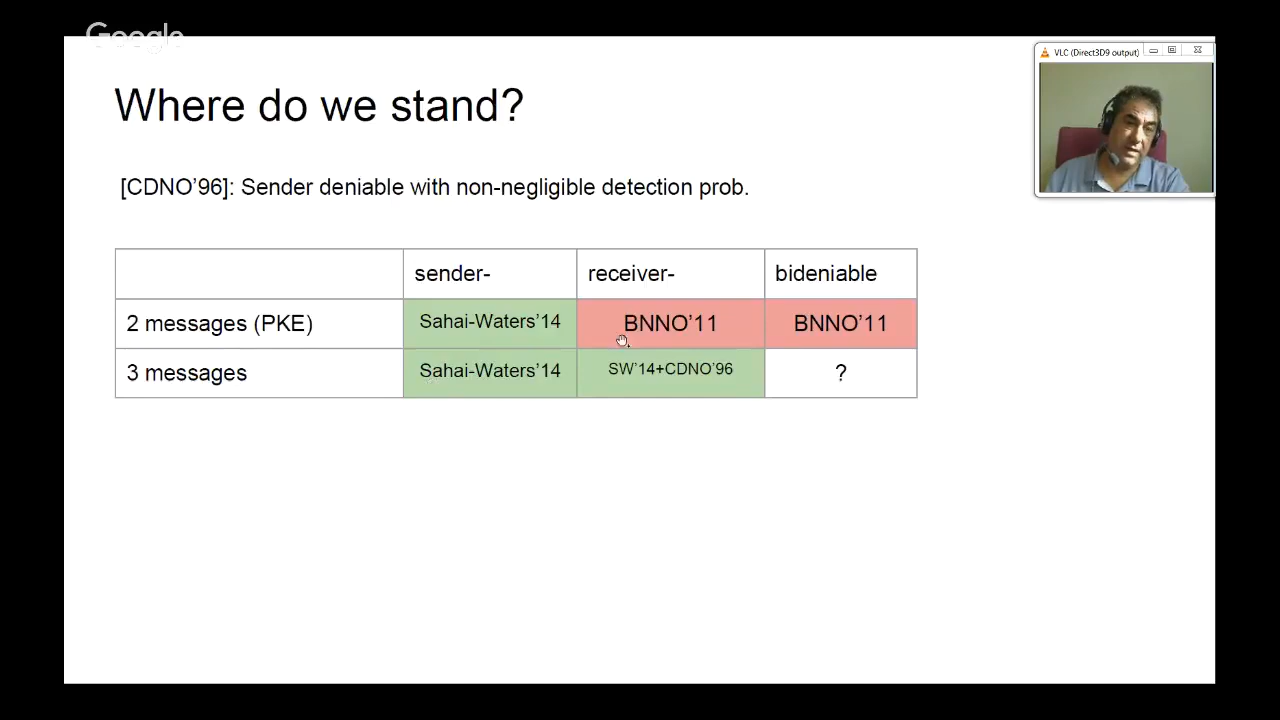 Google
VLC (Direct3D9 output)
Where do we stand?
[CDNO’96]: Sender deniable with non-negligible detection prob.
sender- receiver- bideniable
2 messages (PKE) Sahai-Waters’14 BNNO’11 BNNO’11
3 messages Sahai-Waters’14 SW’14+CDNO’96 ?